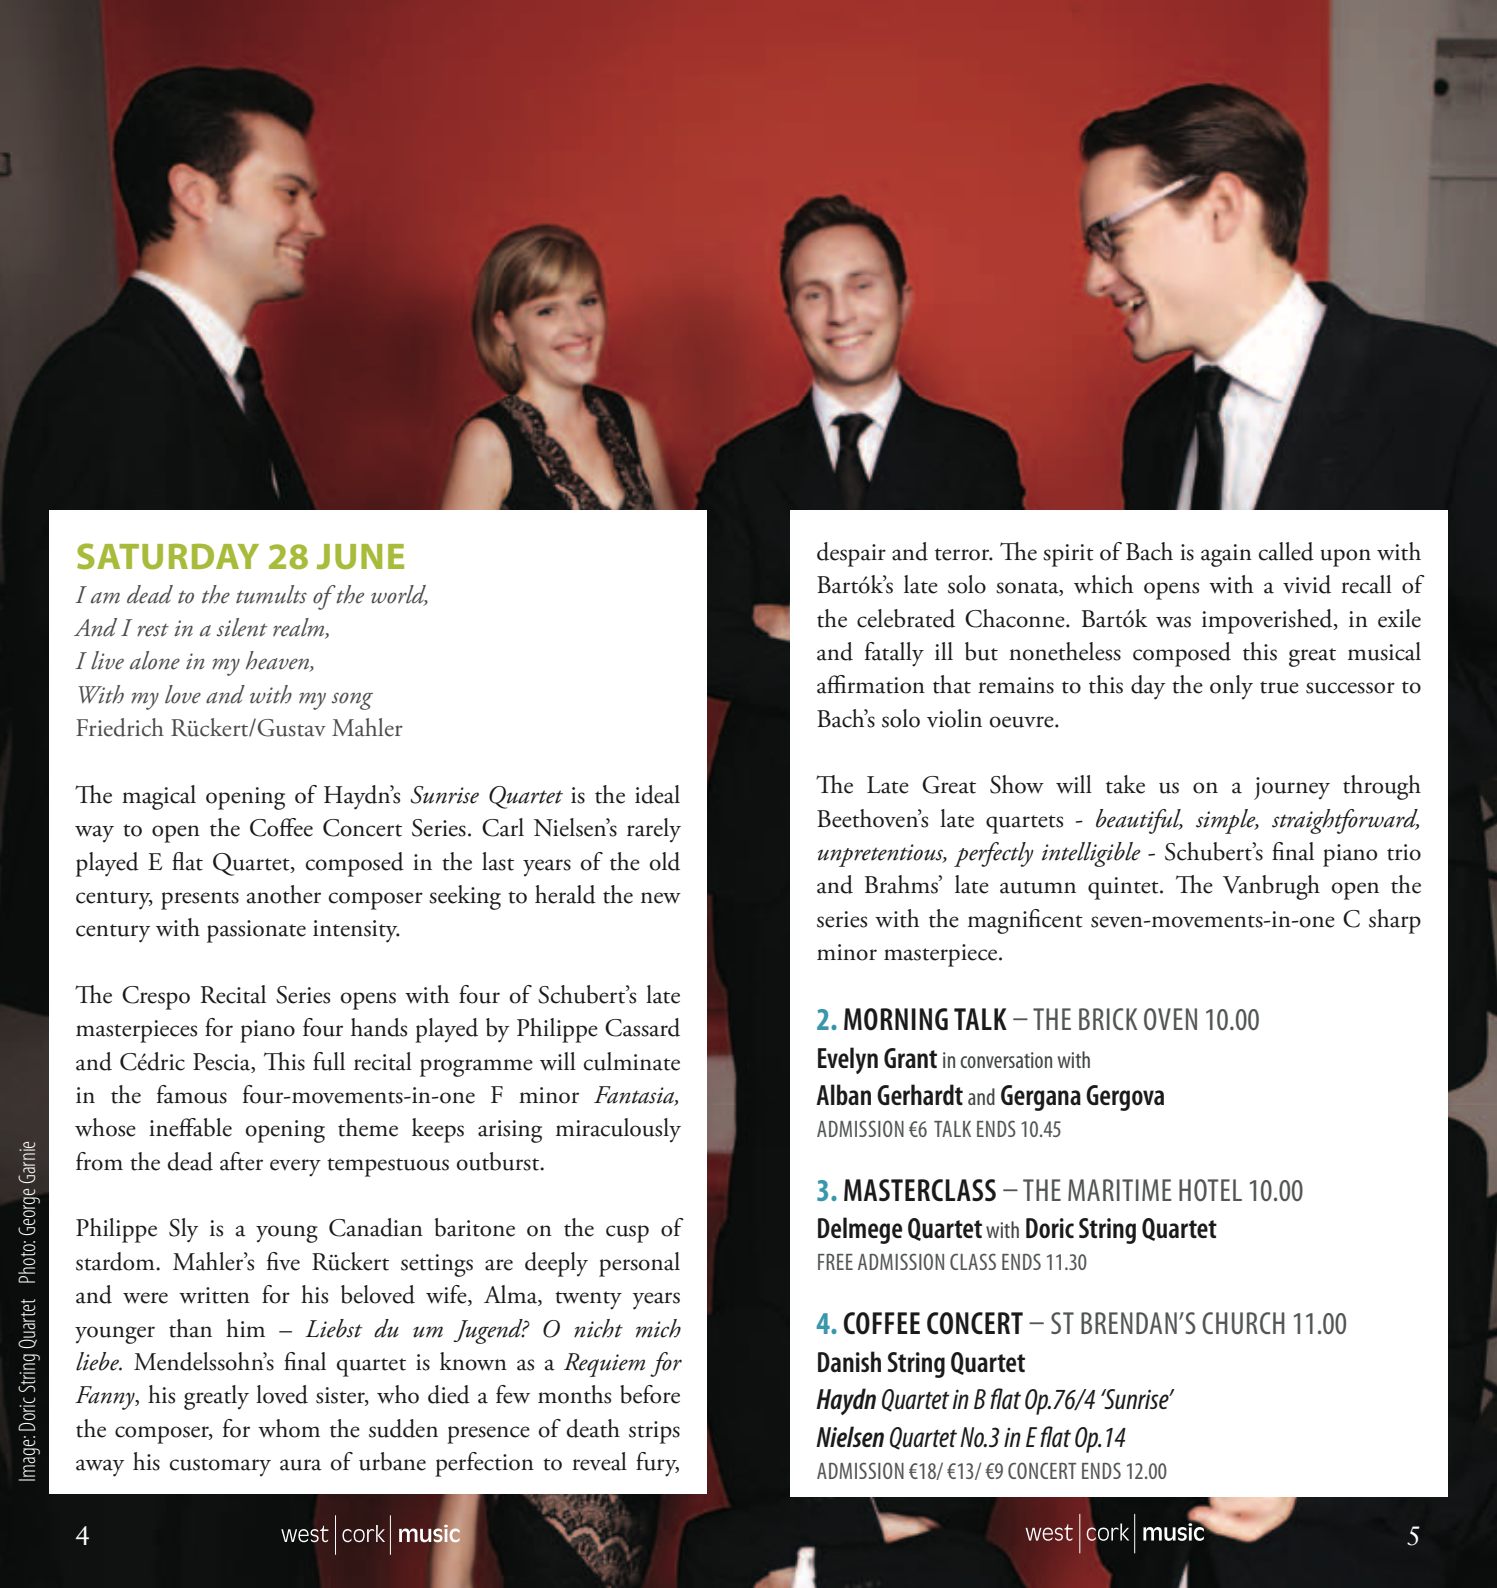 SATURDAY 28 JUNE
I am dead to the tumults of the world,
And I rest in a silent realm,
I live alone in my heaven,
With my love and with my song
Friedrich Rückert/Gustav Mahler
The magical opening of Haydn’s Sunrise Quartet is the ideal
way to open the Coffee Concert Series. Carl Nielsen’s rarely
played E flat Quartet, composed in the last years of the old
century, presents another composer seeking to herald the new
century with passionate intensity.
The Crespo Recital Series opens with four of Schubert’s late
masterpieces for piano four hands played by Philippe Cassard
and Cédric Pescia, This full recital programme will culminate
in the famous four-movements-in-one F minor Fantasia,
whose ineffable opening theme keeps arising miraculously
from the dead after every tempestuous outburst.
Philippe Sly is a young Canadian baritone on the cusp of
stardom. Mahler’s five Rückert settings are deeply personal
and were written for his beloved wife, Alma, twenty years
younger than him – Liebst du um Jugend? O nicht mich
liebe. Mendelssohn’s final quartet is known as a Requiem for
Fanny, his greatly loved sister, who died a few months before
the composer, for whom the sudden presence of death strips
away his customary aura of urbane perfection to reveal fury,
Image: Doric String Quartet Photo: George Garnie
4
west cork music
despair and terror. The spirit of Bach is again called upon with
Bartók’s late solo sonata, which opens with a vivid recall of
the celebrated Chaconne. Bartók was impoverished, in exile
and fatally ill but nonetheless composed this great musical
affirmation that remains to this day the only true successor to
Bach’s solo violin oeuvre.
The Late Great Show will take us on a journey through
Beethoven’s late quartets - beautiful, simple, straightforward,
unpretentious, perfectly intelligible - Schubert’s final piano trio
and Brahms’ late autumn quintet. The Vanbrugh open the
series with the magnificent seven-movements-in-one C sharp
minor masterpiece.
2. MORNING TALK – THE BRICK OVEN 10.00
Evelyn Grant in conversation with
Alban Gerhardt and Gergana Gergova
ADMISSION €6 TALK ENDS 10.45
3. MASTERCLASS – THE MARITIME HOTEL 10.00
Delmege Quartet with Doric String Quartet
FREE ADMISSION CLASS ENDS 11.30
4. COFFEE CONCERT – ST BRENDAN’S CHURCH 11.00
Danish String Quartet
Haydn Quartet in B flat Op.76/4 ‘Sunrise’
Nielsen Quartet No.3 in E flat Op.14
ADMISSION €18/ €13/ €9 CONCERT ENDS 12.00
west cork music
5